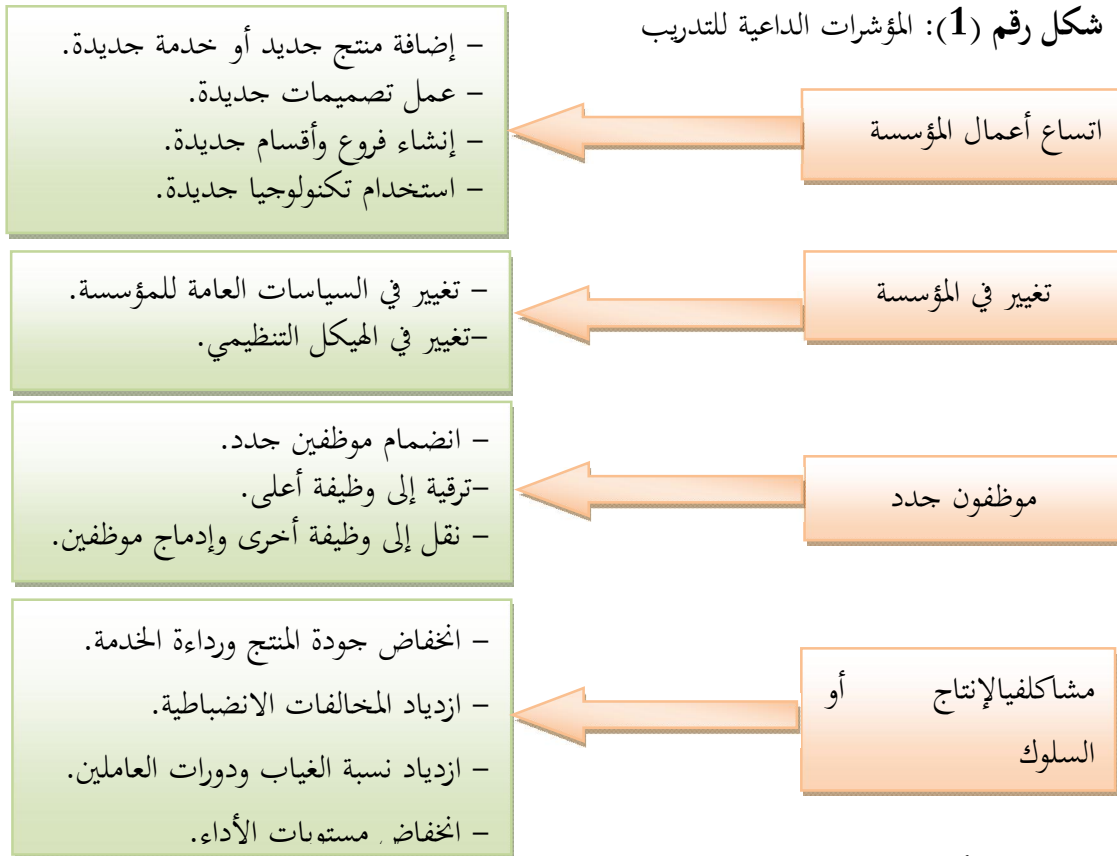 شكل رقم (1): المؤشرات الداعية للتدريب
اتساع أعمال المؤسسة
– إضافة منتج جديد أو خدمة جديدة.
– عمل تصميمات جديدة.
– إنشاء فروع وأقسام جديدة.
– استخدام تكنولوجيا جديدة.
تغيير في المؤسسة
– تغيير في السياسات العامة للمؤسسة.
–تغيير في الهيكل التنظيمي.
موظفون جدد
– انضمام موظفين جدد.
–ترقية إلى وظيفة أعلى.
– نقل إلى وظيفة أخرى وإدماج موظفين.
مشاكلفيالإنتاج أو
السلوك
– انخفاض جودة المنتج ورداءة الخدمة.
– ازدياد المخالفات الانضباطية.
– ازدياد نسبة الغياب ودورات العاملين.
– انخفاض مستويات الأداء.